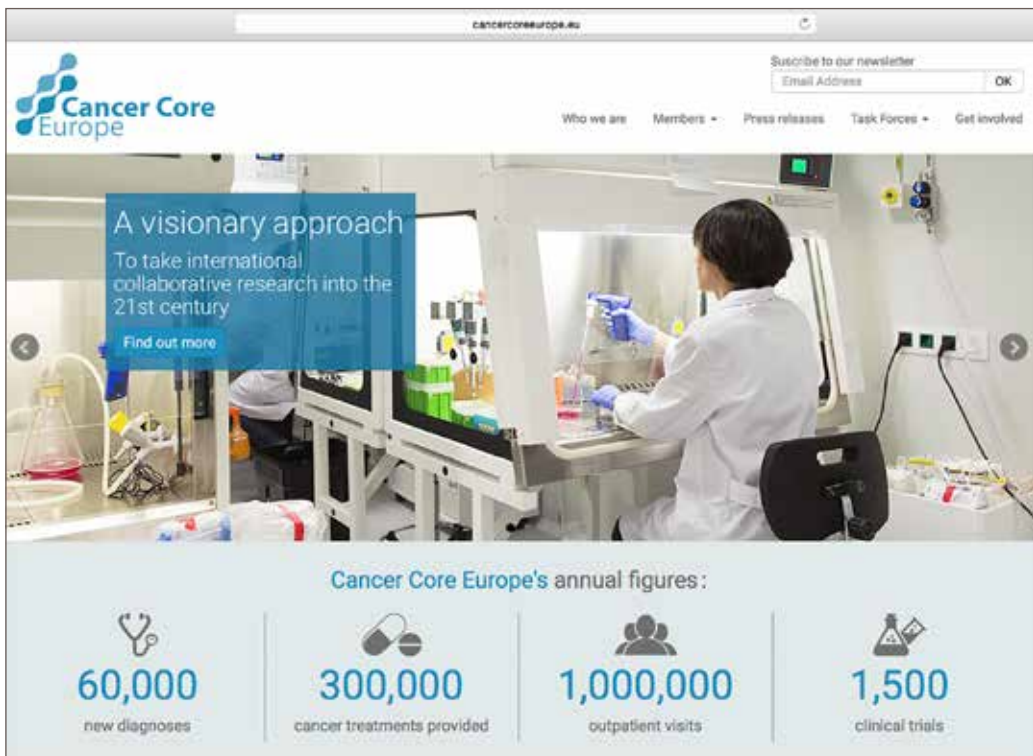 cancercoreeurope.eu
Suscribe to our newsletter
Email Address
OK
Cancer Core
Europe
Who we are
Members
Press releases
Task Forces
Get involved
A visionary approach
To take international
collaborative research into the
21st century
Find out more
Cancer Core Europe's annual figures:
60,000
new diagnoses
300,000
cancer treatments provided
1,000,000
outpatient visits
1,500
clinical trials